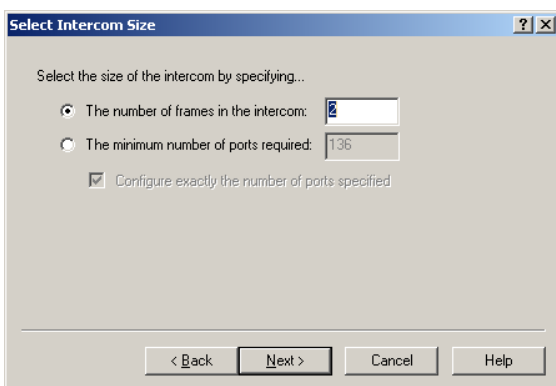 Select Intercom Size
Select the size of the intercom by specifying...
The number of frames in the intercom: 2
The minimum number of ports required: 136
Configure exactly the number of ports specified
< Back Next > Cancel Help